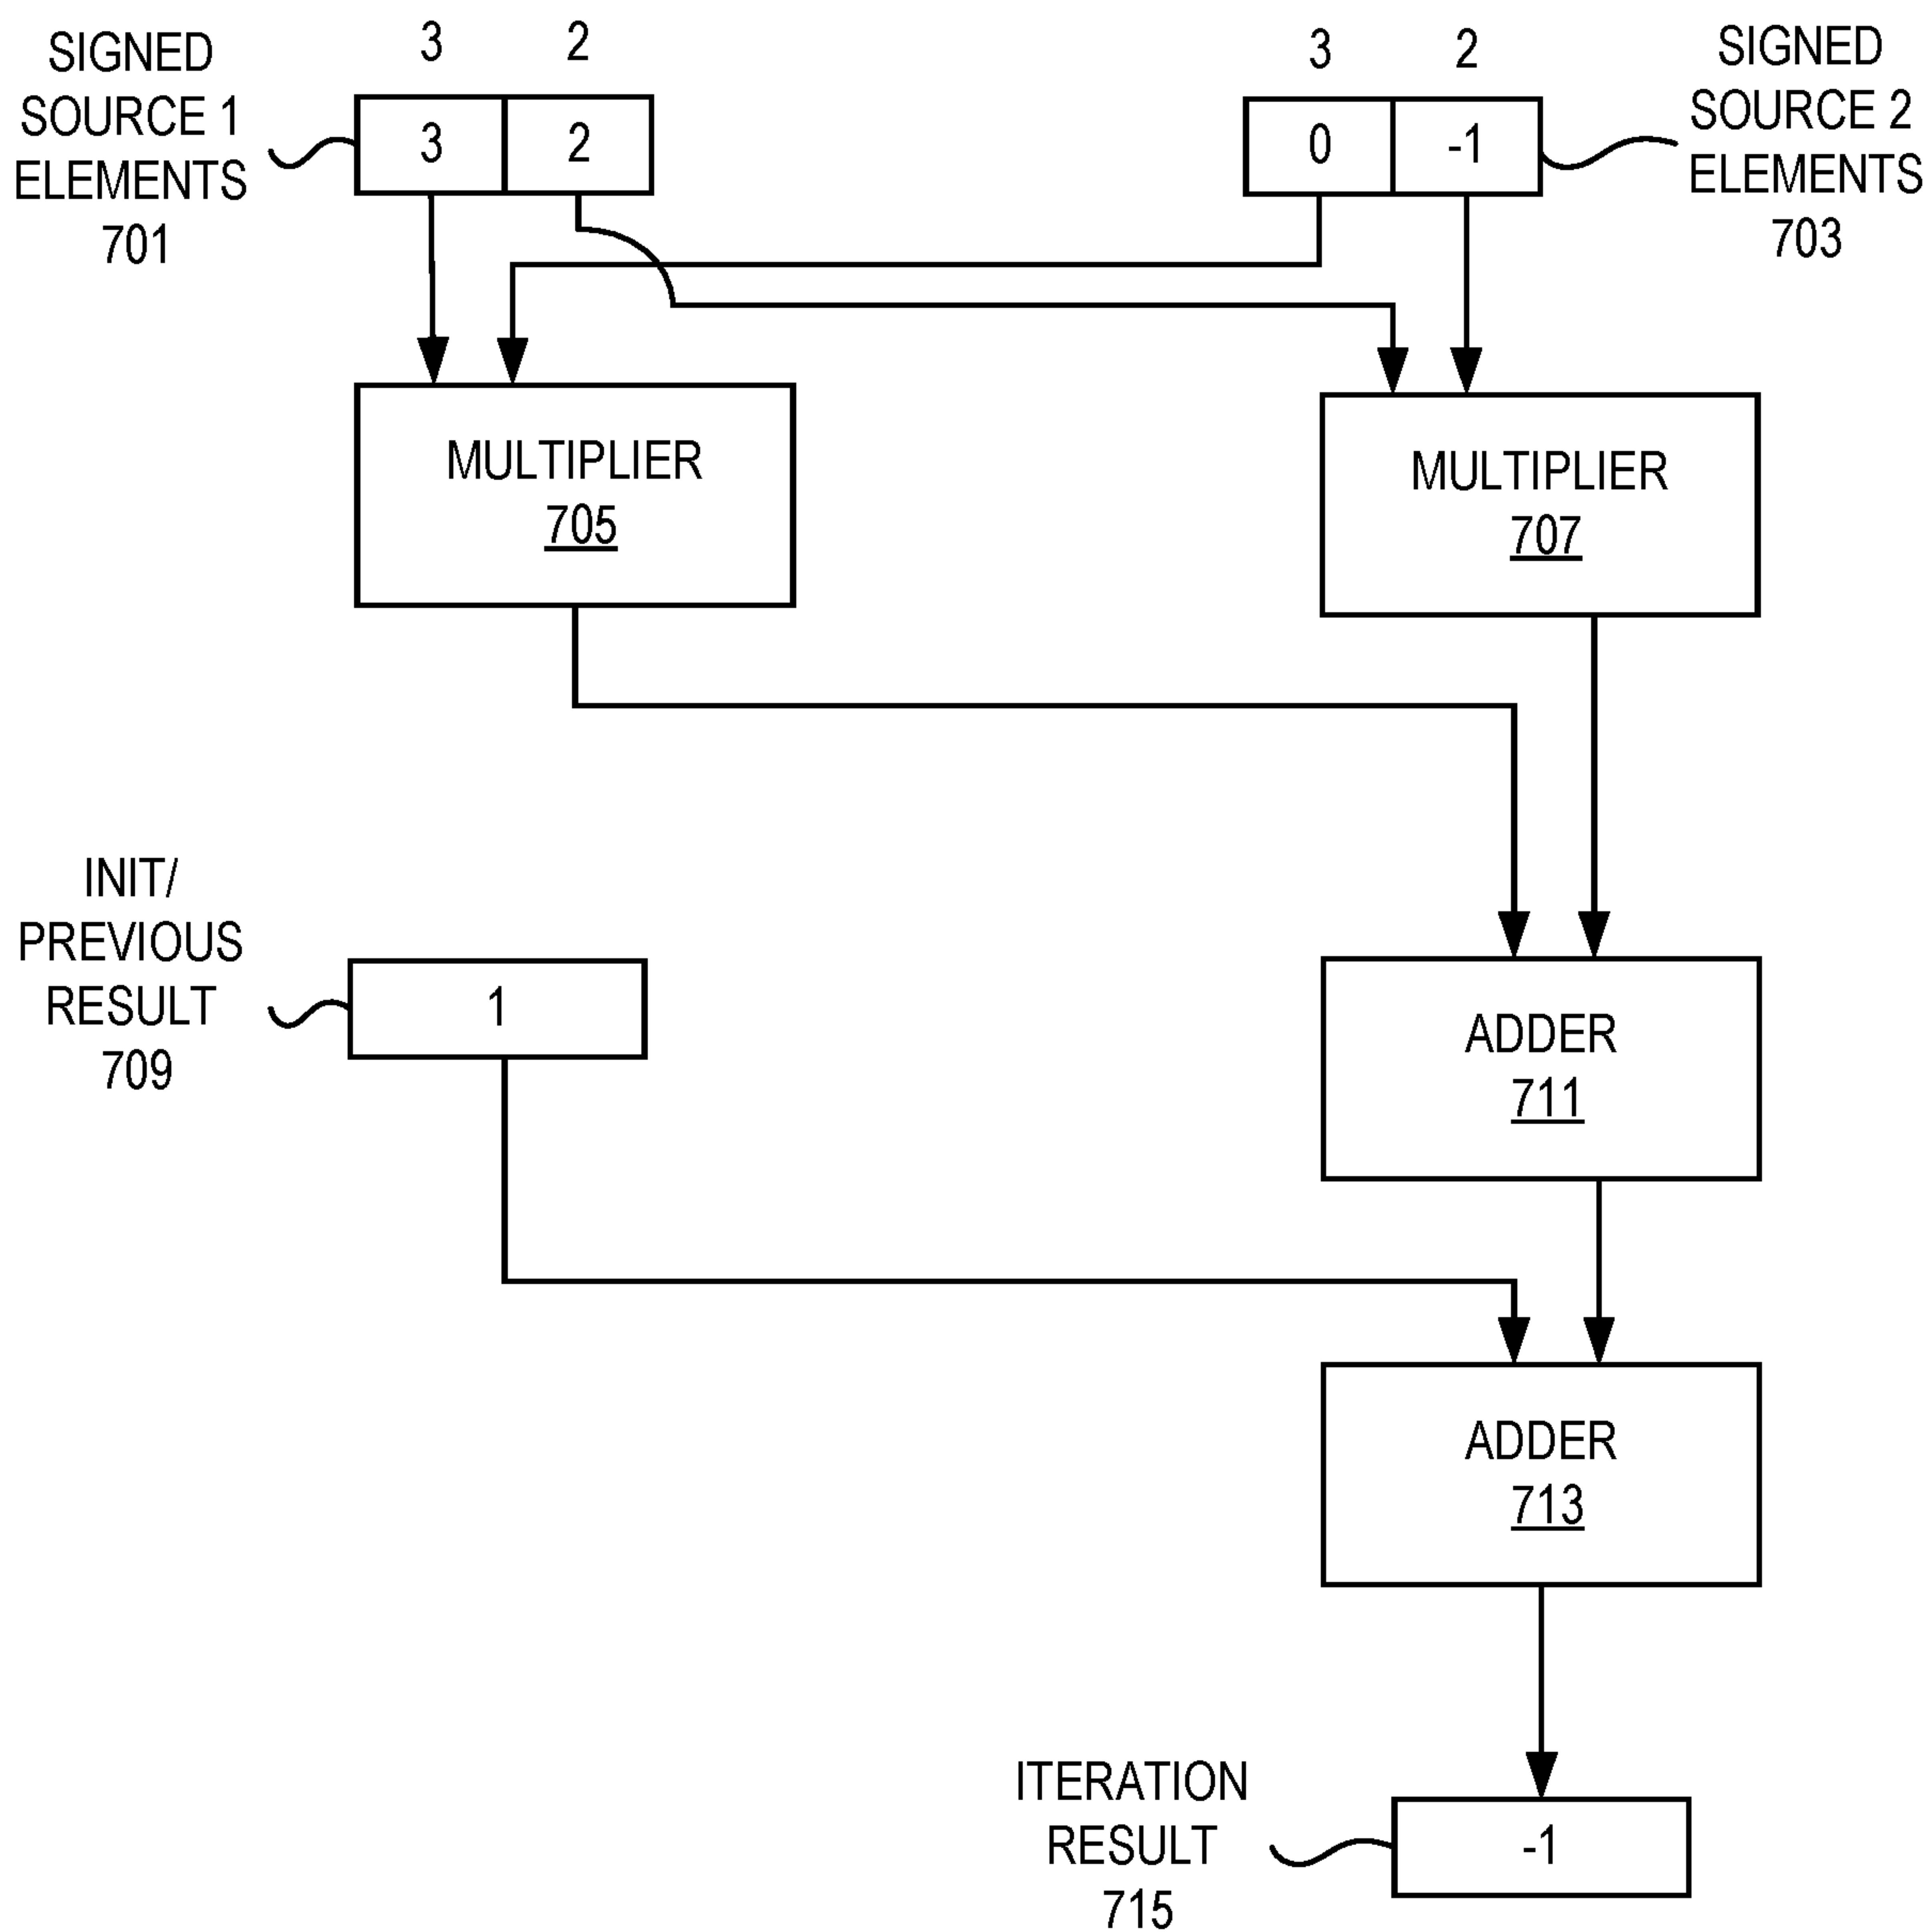 SIGNED
SOURCE 1
ELEMENTS
701
3 2
3 2
3 2
0 -1
SIGNED
SOURCE 2
ELEMENTS
703
MULTIPLIER
705
MULTIPLIER
707
INIT/
PREVIOUS
RESULT
709
1
ADDER
711
ADDER
713
ITERATION
RESULT
715
-1